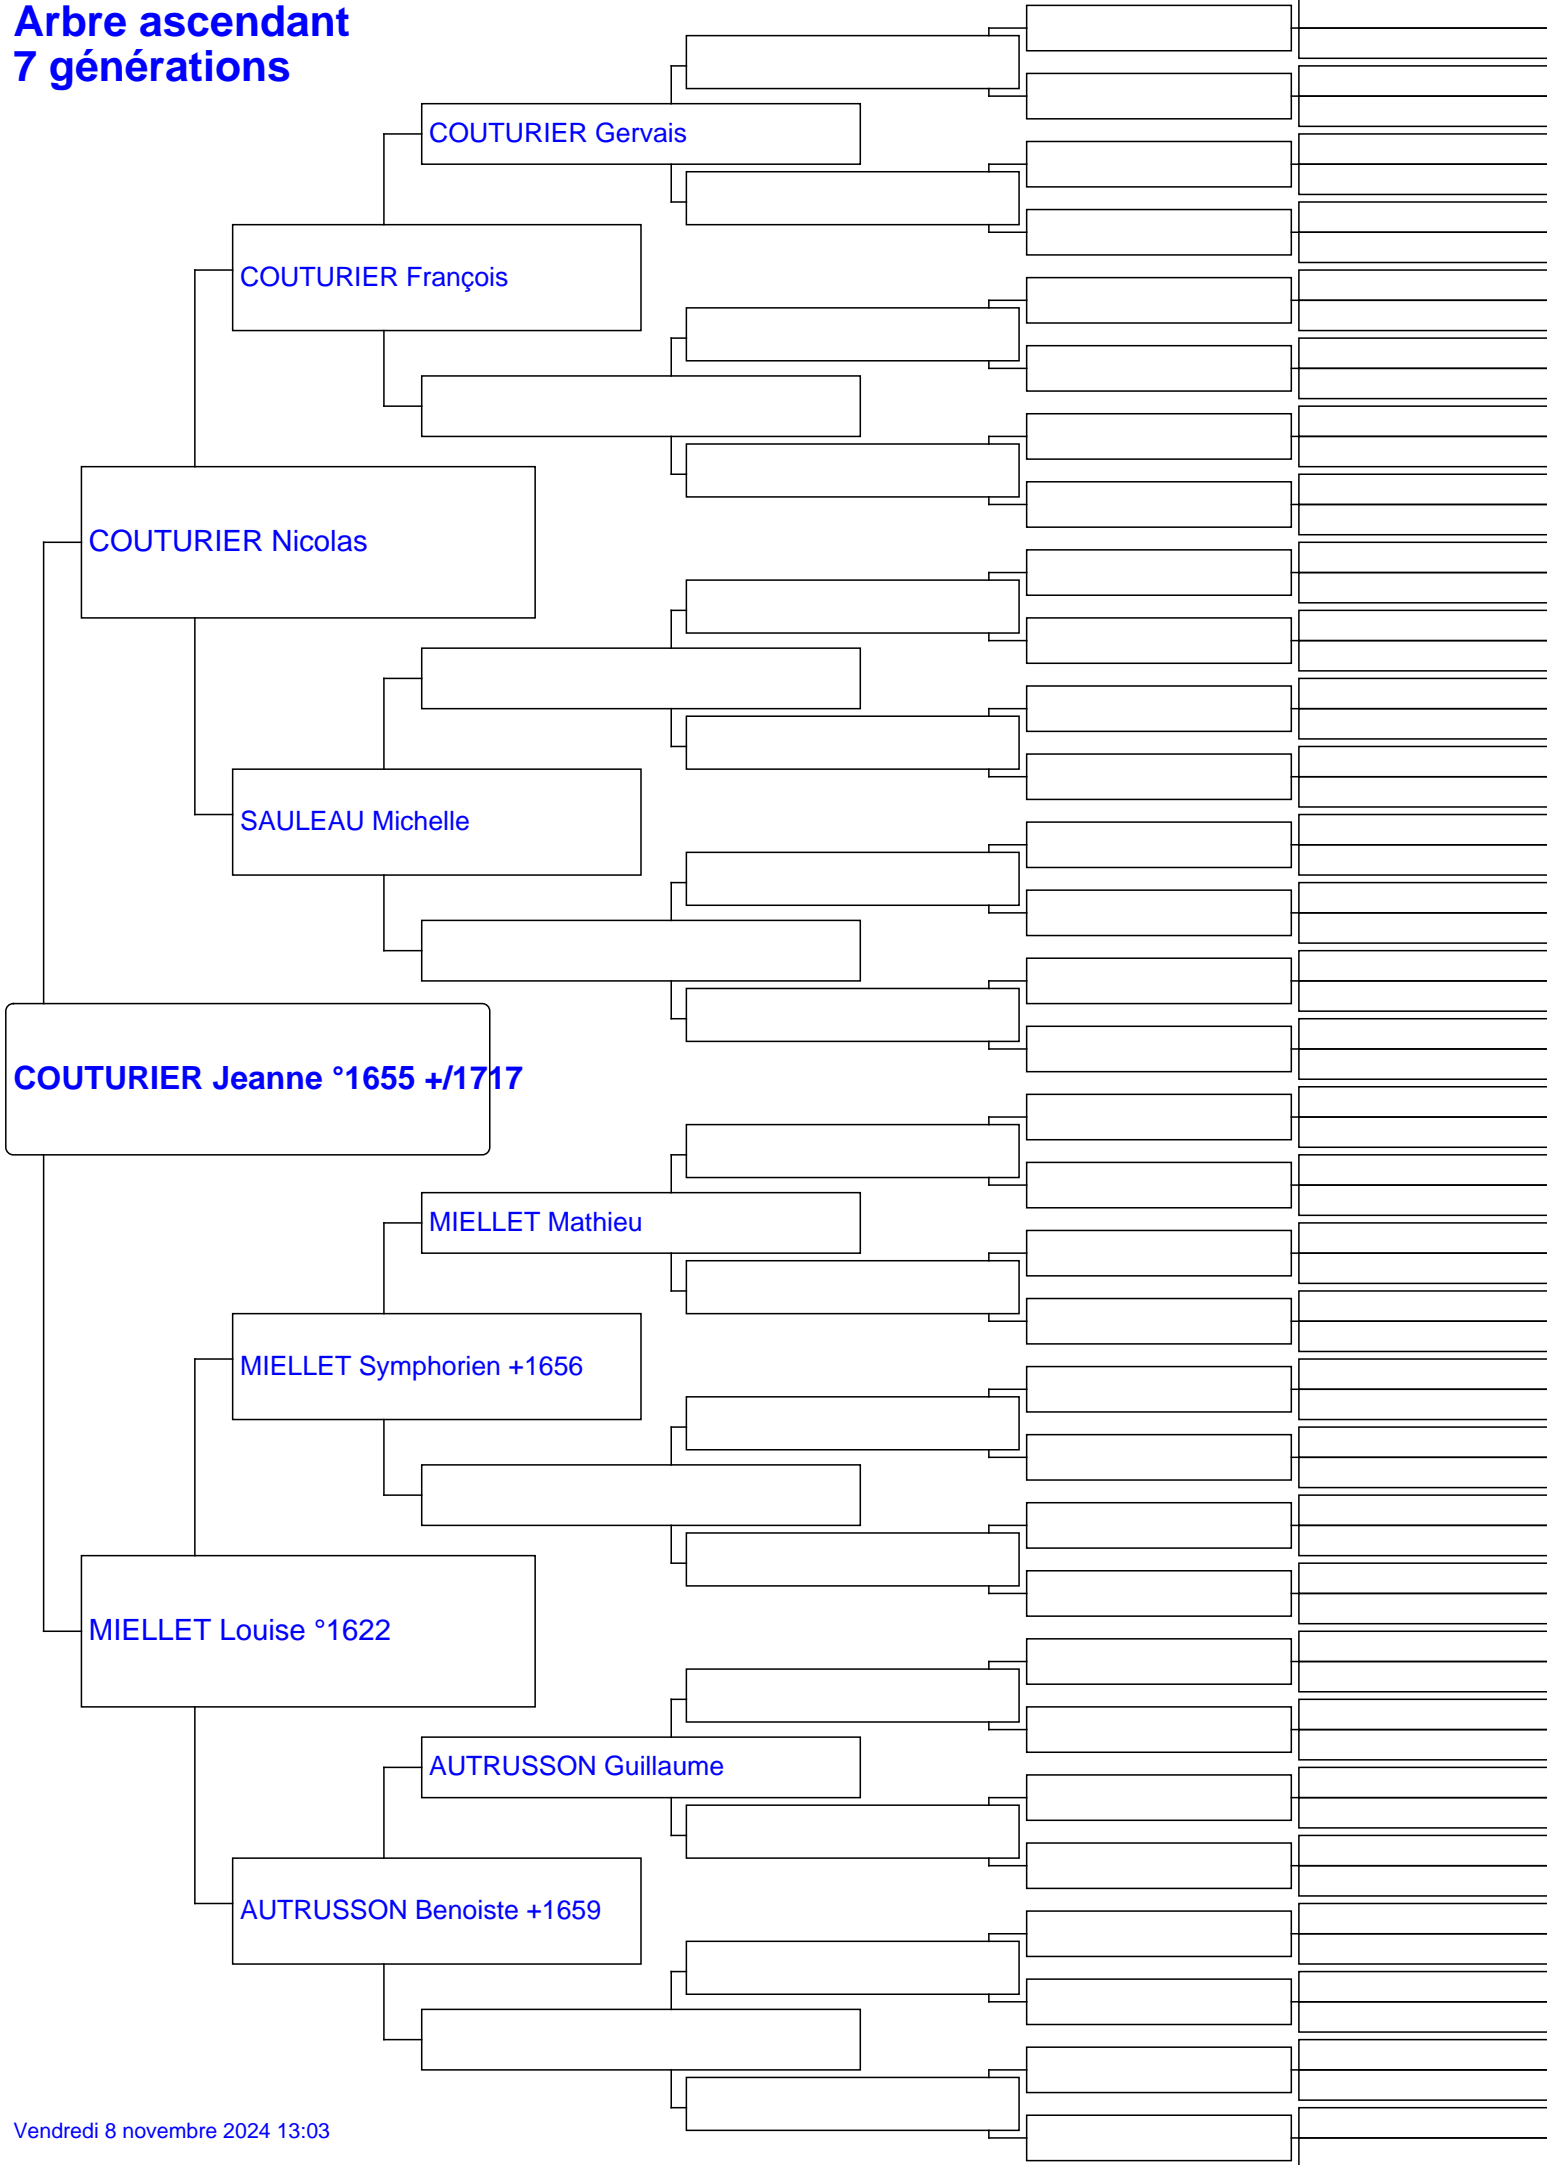 Arbre ascendant
7 générations
COUTURIER Gervais
COUTURIER François
COUTURIER Nicolas
SAULEAU Michelle
COUTURIER Jeanne °1655 +/1717
MIELLET Mathieu
MIELLET Symphorien +1656
MIELLET Louise °1622
AUTRUSSON Guillaume
AUTRUSSON Benoiste +1659
Vendredi 8 novembre 2024 13:03